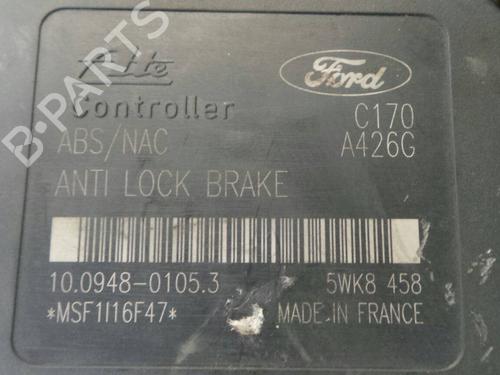 Ate
Ford
Controller
C170
ABS/NAC
A426G
ANTI LOCK BRAKE
10.0948-0105.3
5WK8 458
*MSF1I16F47*
MADE IN FRANCE
B-PARTS